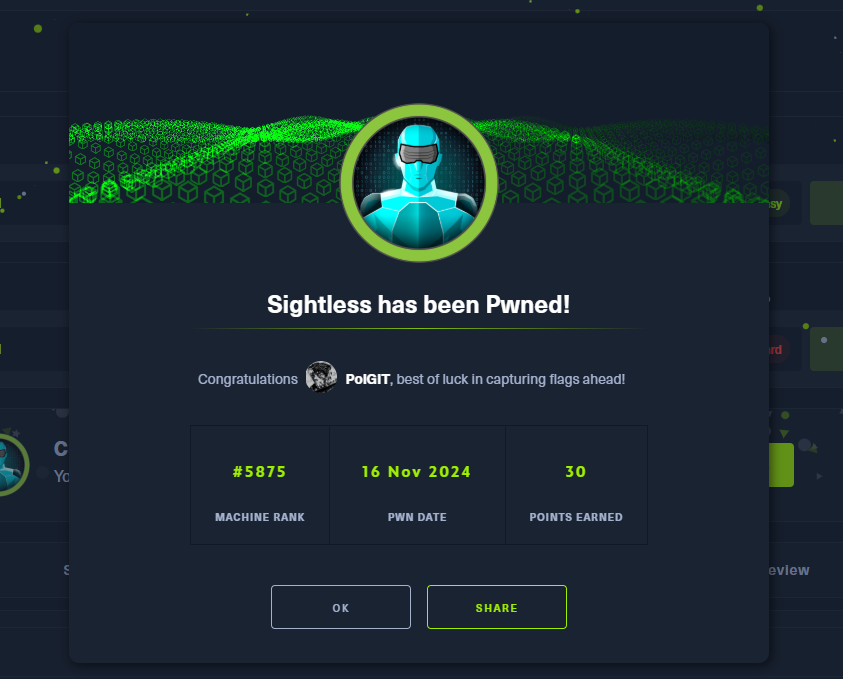 Sightless has been Pwned!
Congratulations PolGIT, best of luck in capturing flags ahead!
#5875
MACHINE RANK
16 Nov 2024
PWN DATE
30
POINTS EARNED
OK
SHARE